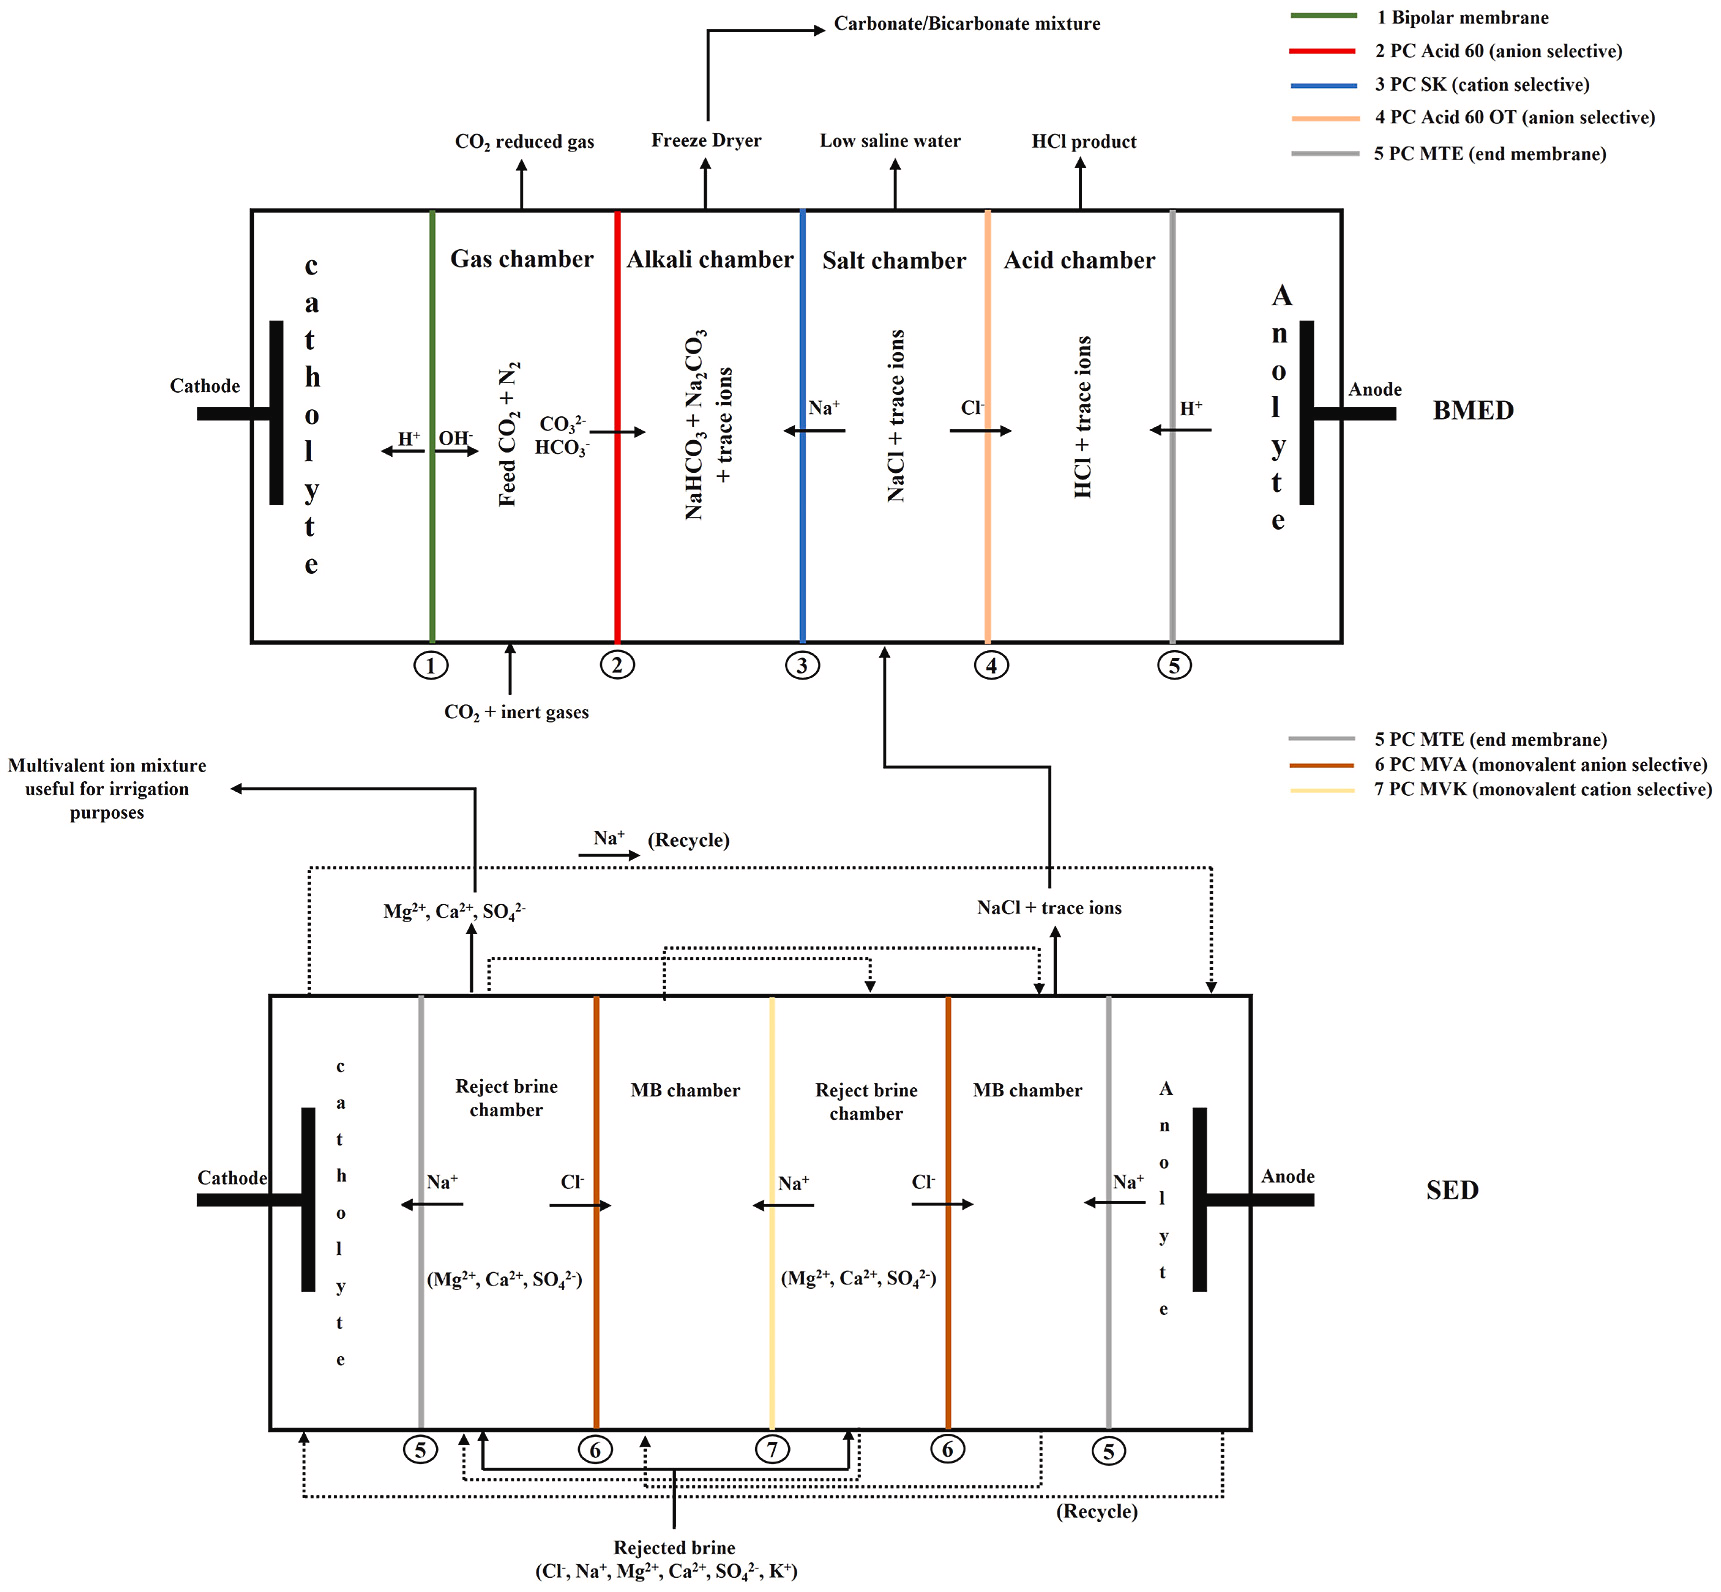 Carbonate/Bicarbonate mixture
1 Bipolar membrane
2 PC Acid 60 (anion selective)
3 PC SK (cation selective)
4 PC Acid 60 OT (anion selective)
5 PC MTE (end membrane)
CO₂ reduced gas
Freeze Dryer
Low saline water
HCl product
Gas chamber
Alkali chamber
Salt chamber
Acid chamber
catholyte
Anolyte
Cathode
Anode
BMED
H⁺
OH⁻
Feed CO₂ + N₂
CO₃²⁻
HCO₃⁻
NaHCO₃ + Na₂CO₃
+ trace ions
Na⁺
NaCl + trace ions
Cl⁻
HCl + trace ions
H⁺
1
2
3
4
5
CO₂ + inert gases
5 PC MTE (end membrane)
6 PC MVA (monovalent anion selective)
7 PC MVK (monovalent cation selective)
Multivalent ion mixture
useful for irrigation
purposes
Na⁺ (Recycle)
Mg²⁺, Ca²⁺, SO₄²⁻
NaCl + trace ions
catholyte
Reject brine
chamber
MB chamber
Reject brine
chamber
MB chamber
Anolyte
Cathode
Na⁺
Cl⁻
Na⁺
Cl⁻
Na⁺
Anode
SED
(Mg²⁺, Ca²⁺, SO₄²⁻)
(Mg²⁺, Ca²⁺, SO₄²⁻)
5
6
7
6
5
(Recycle)
Rejected brine
(Cl⁻, Na⁺, Mg²⁺, Ca²⁺, SO₄²⁻, K⁺)